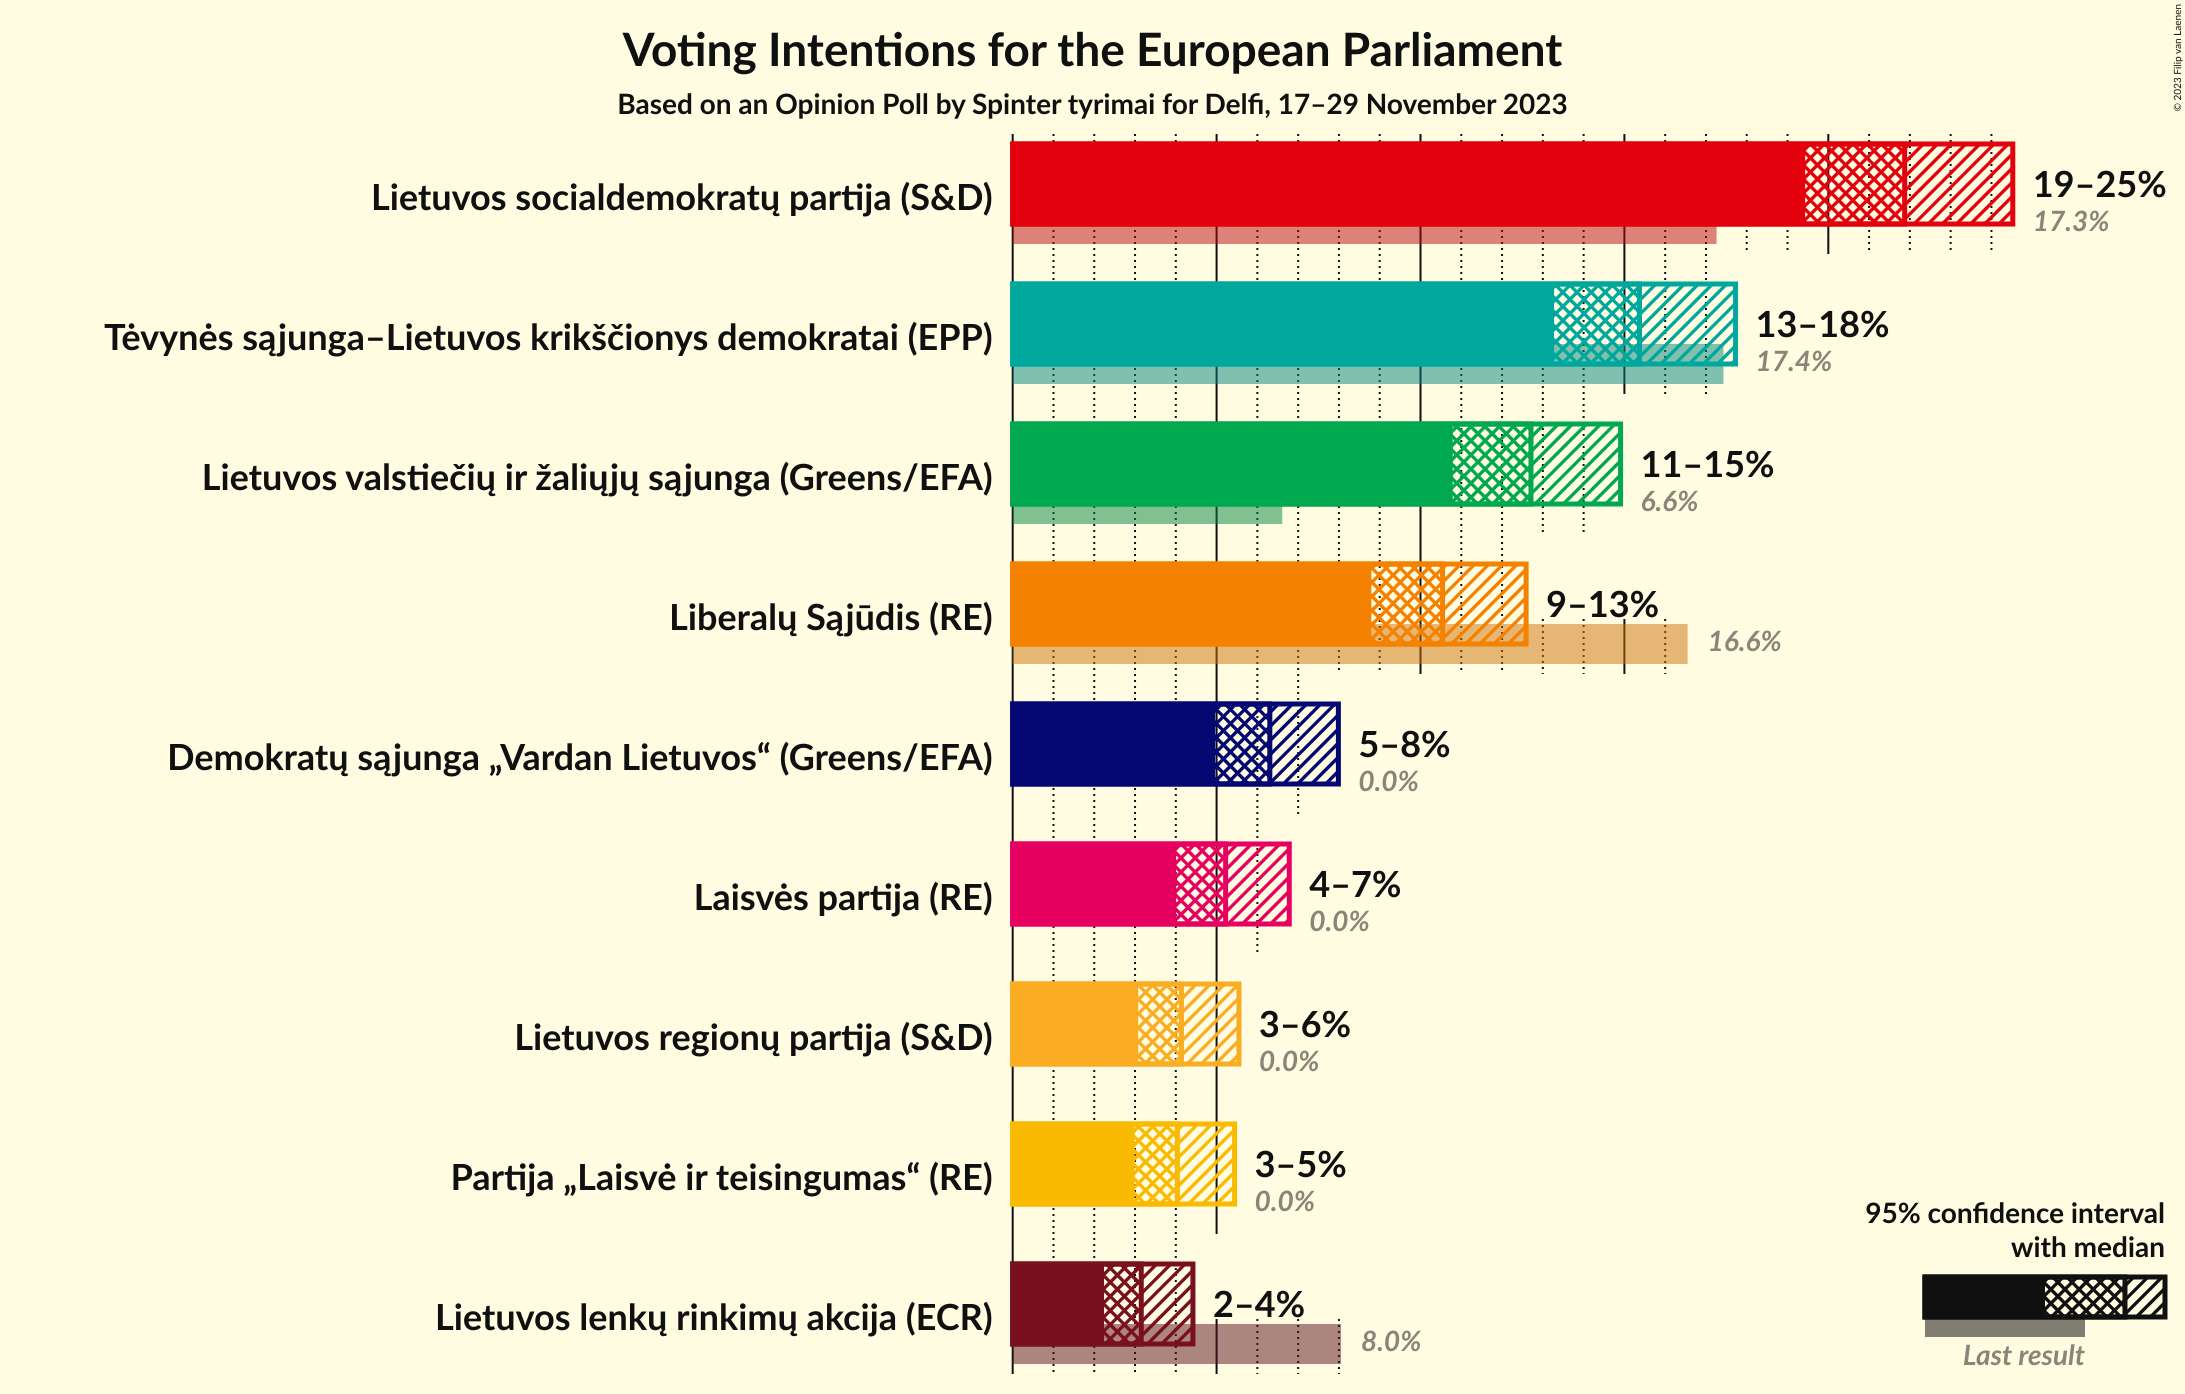 Voting Intentions for the European Parliament
Based on an Opinion Poll by Spinter tyrimai for Delfi, 17–29 November 2023
© 2023 Filip van Laenen
Lietuvos socialdemokratų partija (S&D)
19–25%
17.3%
Tėvynės sąjunga–Lietuvos krikščionys demokratai (EPP)
13–18%
17.4%
Lietuvos valstiečių ir žaliųjų sąjunga (Greens/EFA)
11–15%
6.6%
Liberalų Sąjūdis (RE)
9–13%
16.6%
Demokratų sąjunga „Vardan Lietuvos“ (Greens/EFA)
5–8%
0.0%
Laisvės partija (RE)
4–7%
0.0%
Lietuvos regionų partija (S&D)
3–6%
0.0%
Partija „Laisvė ir teisingumas“ (RE)
3–5%
0.0%
Lietuvos lenkų rinkimų akcija (ECR)
2–4%
8.0%
95% confidence interval
with median
Last result